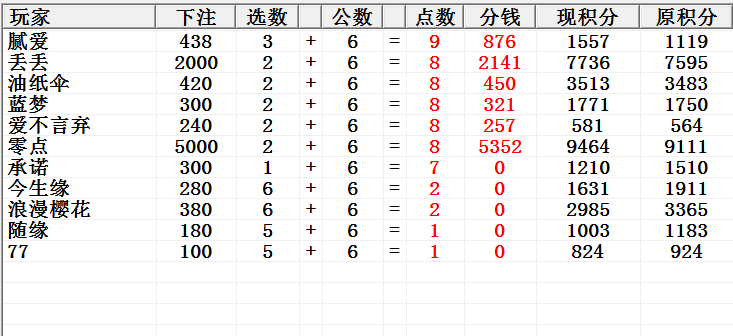 玩家 下注 选数 公数 点数 分钱 现积分 原积分
腻爱 438 3 + 6 = 9 876 1557 1119
丢丢 2000 2 + 6 = 8 2141 7736 7595
油纸伞 420 2 + 6 = 8 450 3513 3483
蓝梦 300 2 + 6 = 8 321 1771 1750
爱不言弃 240 2 + 6 = 8 257 581 564
零点 5000 2 + 6 = 8 5352 9464 9111
承诺 300 1 + 6 = 7 0 1210 1510
今生缘 280 6 + 6 = 2 0 1631 1911
浪漫樱花 380 6 + 6 = 2 0 2985 3365
随缘 180 5 + 6 = 1 0 1003 1183
77 100 5 + 6 = 1 0 824 924